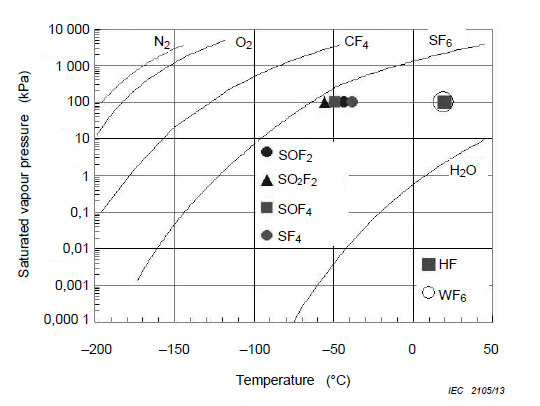 10 000
1 000
100
10
1
0,1
0,01
0,001
0,000 1
Saturated vapour pressure (kPa)
N2
O2
CF4
SF6
H2O
SOF2
SO2F2
SOF4
SF4
HF
WF6
–200
–150
–100
–50
0
50
Temperature (°C)
IEC 2105/13